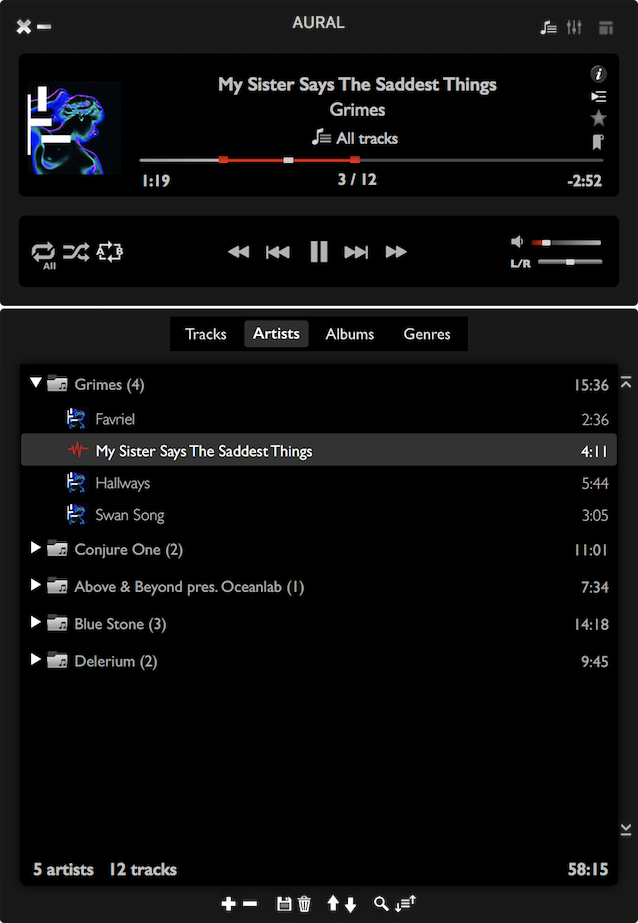 AURAL
My Sister Says The Saddest Things
Grimes
All tracks
1:19 3 / 12 -2:52
All A B
L/R
Tracks Artists Albums Genres
Grimes (4) 15:36
Favriel 2:36
My Sister Says The Saddest Things 4:11
Hallways 5:44
Swan Song 3:05
Conjure One (2) 11:01
Above & Beyond pres. Oceanlab (1) 7:34
Blue Stone (3) 14:18
Delerium (2) 9:45
5 artists 12 tracks 58:15